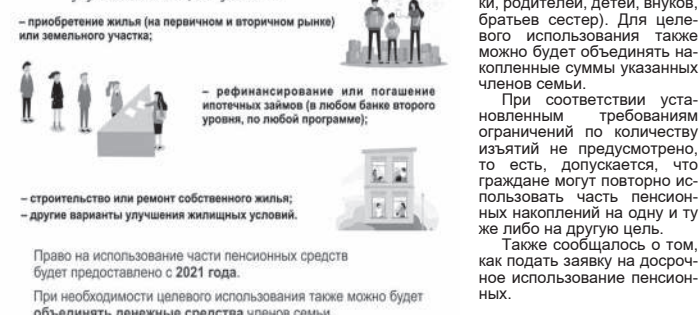 – приобретение жилья (на первичном и вторичном рынке)
или земельного участка;
– рефинансирование или погашение
ипотечных займов (в любом банке второго
уровня, по любой программе);
– строительство или ремонт собственного жилья;
– другие варианты улучшения жилищных условий.
Право на использование части пенсионных средств
будет предоставлено с 2021 года.
При необходимости целевого использования также можно будет
объединять денежные средства членов семьи
ки, родителей, детей, внуков,
братьев сестер). Для целе-
вого использования также
можно будет объединять на-
копленные суммы указанных
членов семьи.
При соответствии уста-
новленным требованиям
ограничений по количеству
изъятий не предусмотрено,
то есть, допускается, что
граждане могут повторно ис-
пользовать часть пенсион-
ных накоплений на одну и ту
же либо на другую цель.
Также сообщалось о том,
как подать заявку на досроч-
ное использование пенсион-
ных.